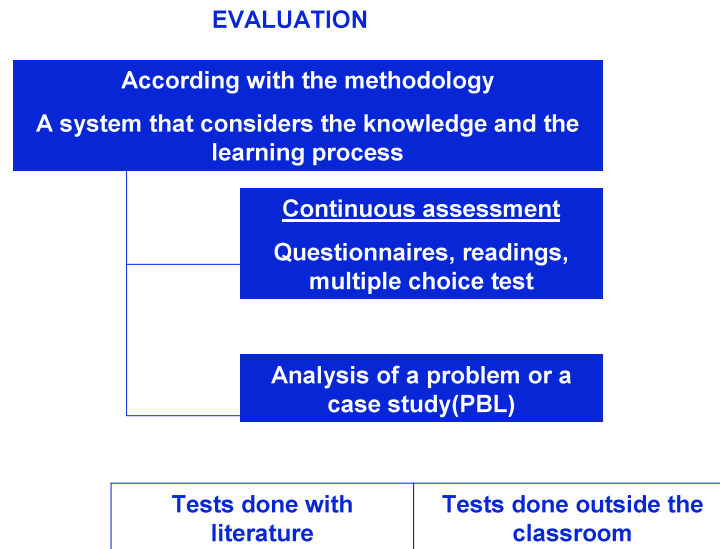 EVALUATION
According with the methodology
A system that considers the knowledge and the
learning process
Continuous assessment
Questionnaires, readings,
multiple choice test
Analysis of a problem or a
case study(PBL)
Tests done with
literature
Tests done outside the
classroom